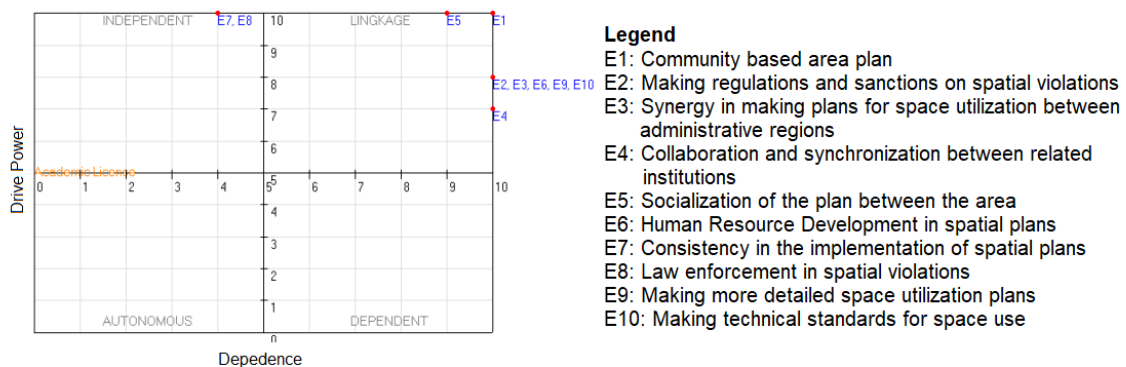 INDEPENDENT
E7, E8
10
LINGKAGE
E5
E1
9
8
E2, E3, E6, E9, E10
7
E4
6
Academic License
5
0 1 2 3 4 5 6 7 8 9 10
4
3
2
1
AUTONOMOUS
DEPENDENT
0
Drive Power
Depedence
Legend
E1: Community based area plan
E2: Making regulations and sanctions on spatial violations
E3: Synergy in making plans for space utilization between
administrative regions
E4: Collaboration and synchronization between related
institutions
E5: Socialization of the plan between the area
E6: Human Resource Development in spatial plans
E7: Consistency in the implementation of spatial plans
E8: Law enforcement in spatial violations
E9: Making more detailed space utilization plans
E10: Making technical standards for space use